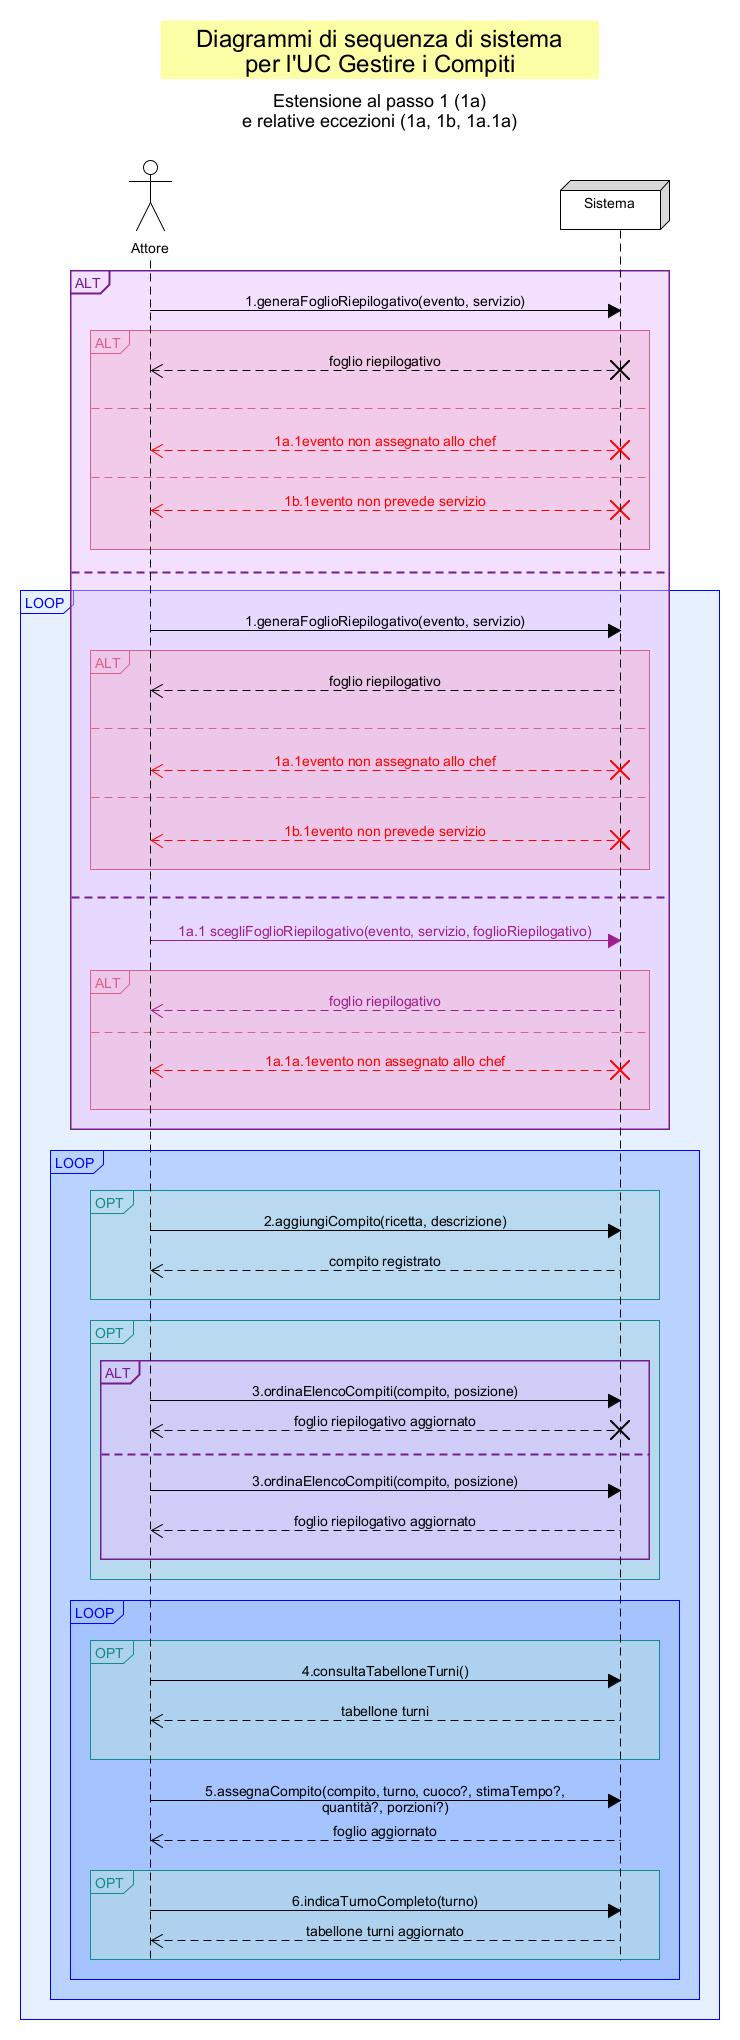 Diagrammi di sequenza di sistema
per l'UC Gestire i Compiti
Estensione al passo 1 (1a)
e relative eccezioni (1a, 1b, 1a.1a)
Attore
Sistema
ALT
1.generaFoglioRiepilogativo(evento, servizio)
ALT
foglio riepilogativo
1a.1evento non assegnato allo chef
1b.1evento non prevede servizio
LOOP
1.generaFoglioRiepilogativo(evento, servizio)
ALT
foglio riepilogativo
1a.1evento non assegnato allo chef
1b.1evento non prevede servizio
1a.1 scegliFoglioRiepilogativo(evento, servizio, foglioRiepilogativo)
ALT
foglio riepilogativo
1a.1a.1evento non assegnato allo chef
LOOP
OPT
2.aggiungiCompito(ricetta, descrizione)
compito registrato
OPT
ALT
3.ordinaElencoCompiti(compito, posizione)
foglio riepilogativo aggiornato
3.ordinaElencoCompiti(compito, posizione)
foglio riepilogativo aggiornato
LOOP
OPT
4.consultaTabelloneTurni()
tabellone turni
5.assegnaCompito(compito, turno, cuoco?, stimaTempo?,
quantità?, porzioni?)
foglio aggiornato
OPT
6.indicaTurnoCompleto(turno)
tabellone turni aggiornato